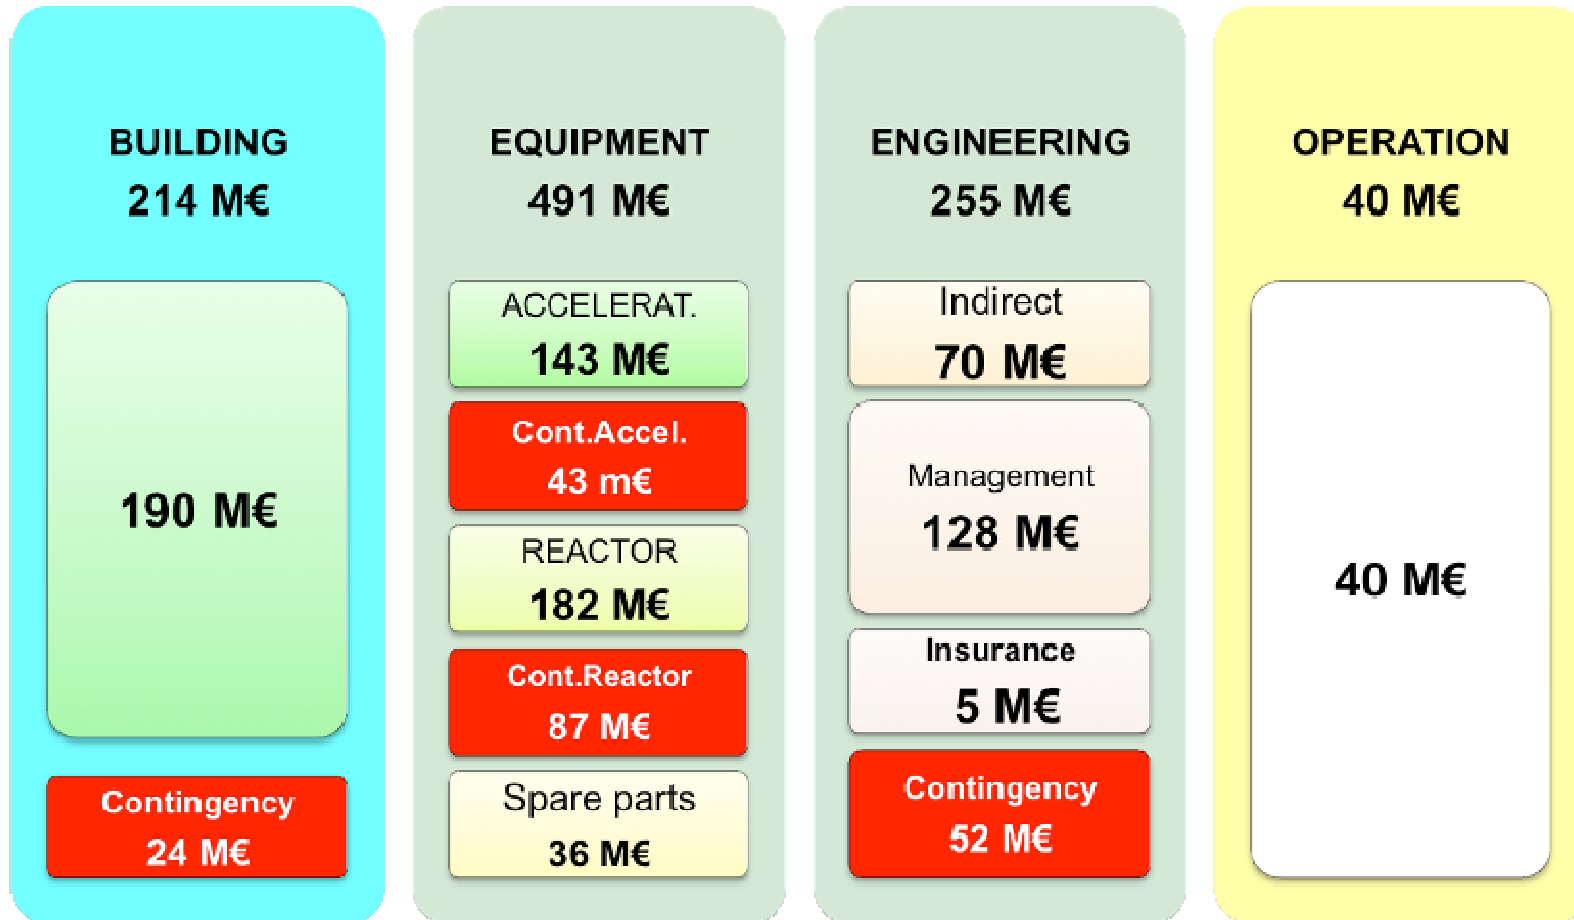 BUILDING
214 M€
190 M€
Contingency
24 M€
EQUIPMENT
491 M€
ACCELERAT.
143 M€
Cont.Accel.
43 m€
REACTOR
182 M€
Cont.Reactor
87 M€
Spare parts
36 M€
ENGINEERING
255 M€
Indirect
70 M€
Management
128 M€
Insurance
5 M€
Contingency
52 M€
OPERATION
40 M€
40 M€